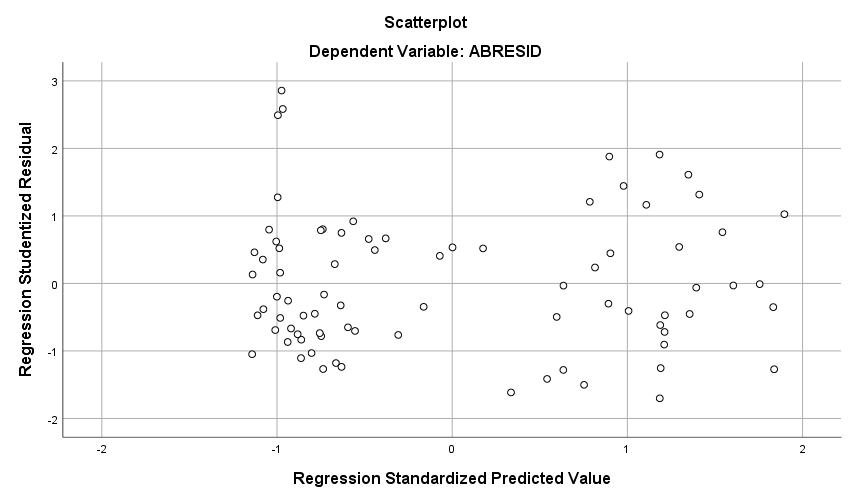 Scatterplot
Dependent Variable: ABRESID
Regression Studentized Residual
3
2
1
0
-1
-2
-2
-1
0
1
2
Regression Standardized Predicted Value